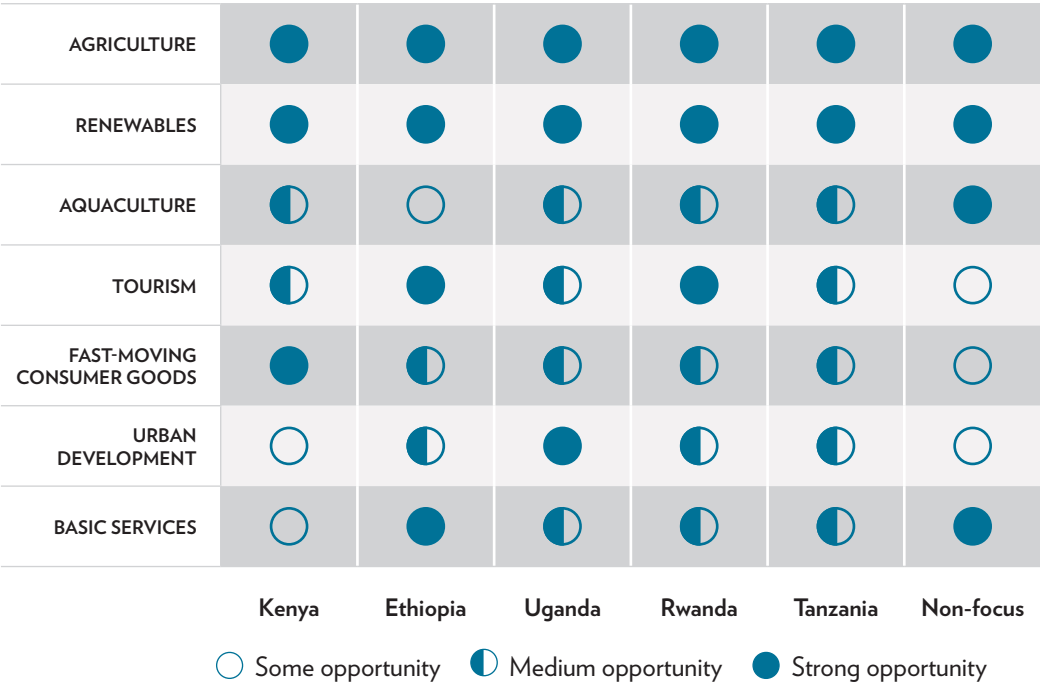 AGRICULTURE
RENEWABLES
AQUACULTURE
TOURISM
FAST-MOVING
CONSUMER GOODS
URBAN
DEVELOPMENT
BASIC SERVICES
Kenya Ethiopia Uganda Rwanda Tanzania Non-focus
Some opportunity Medium opportunity Strong opportunity